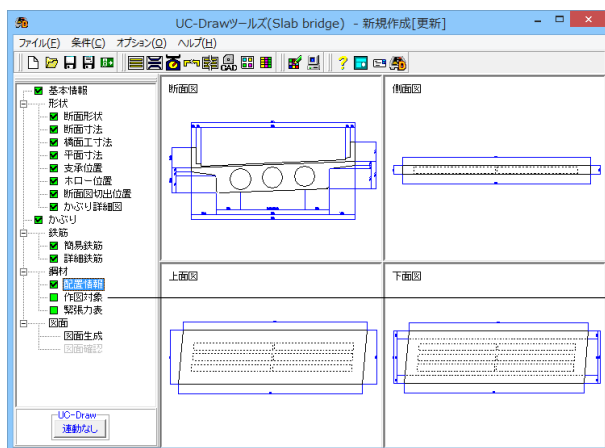 UC-Drawツールズ(Slab bridge) - 新規作成[更新]
ファイル(F) 条件(C) オプション(O) ヘルプ(H)
基本情報
形状
断面形状
断面寸法
橋面工寸法
平面寸法
支承位置
ホロー位置
断面図切出位置
かぶり詳細図
かぶり
鉄筋
簡易鉄筋
詳細鉄筋
鋼材
配置情報
作図対象
緊張力表
図面
図面生成
図面確認
UC-Draw
連動なし
断面図
側面図
上面図
下面図